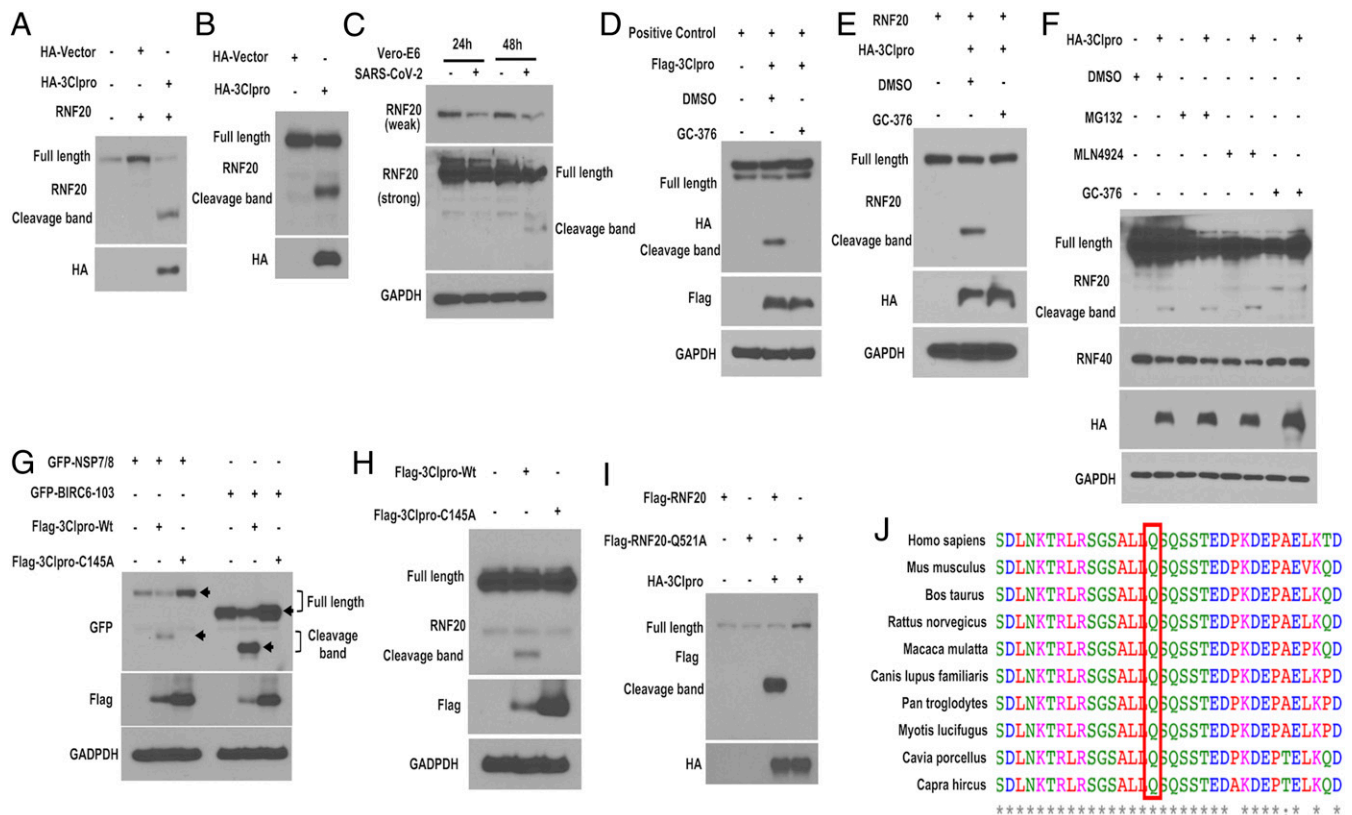 A
HA-Vector - + -
HA-3Clpro - - +
RNF20 - + +
Full length
RNF20
Cleavage band
HA
B
HA-Vector + -
HA-3Clpro - +
Full length
RNF20
Cleavage band
HA
C
Vero-E6 24h 48h
SARS-CoV-2 - + - +
RNF20
(weak)
RNF20
(strong)
Full length
Cleavage band
GAPDH
D
Positive Control + + +
Flag-3Clpro - + +
DMSO - + -
GC-376 - - +
Full length
HA
Cleavage band
Flag
GAPDH
E
RNF20 + + +
HA-3Clpro - + +
DMSO - + -
GC-376 - - +
Full length
RNF20
Cleavage band
HA
GAPDH
F
HA-3Clpro - + - + - + - +
DMSO + + - - - - - -
MG132 - - + + - - - -
MLN4924 - - - - + + - -
GC-376 - - - - - - + +
Full length
RNF20
Cleavage band
RNF40
HA
GAPDH
G
GFP-NSP7/8 + + + - - -
GFP-BIRC6-103 - - - + + +
Flag-3Clpro-Wt - + - - + -
Flag-3Clpro-C145A - - + - - +
GFP
Full length
Cleavage
band
Flag
GADPDH
H
Flag-3Clpro-Wt - + -
Flag-3Clpro-C145A - - +
Full length
RNF20
Cleavage band
Flag
GADPDH
I
Flag-RNF20 + - + -
Flag-RNF20-Q521A - + - +
HA-3Clpro - - + +
Full length
Flag
Cleavage band
HA
J
Homo sapiens SDLNKTRLRSGSALLQSQSSTEDPKDEPAELKTD
Mus musculus SDLNKTRLRSGSALLQSQSSTEDPKDEPAEVKQD
Bos taurus SDLNKTRLRSGSALLQSQSSTEDPKDEPAELKQD
Rattus norvegicus SDLNKTRLRSGSALLQSQSSTEDPKDEPAELKQD
Macaca mulatta SDLNKTRLRSGSALLQSQSSTEDPKDEPAEPKQD
Canis lupus familiaris SDLNKTRLRSGSALLQSQSSTEDPKDEPAELKPD
Pan troglodytes SDLNKTRLRSGSALLQSQSSTEDPKDEPAELKPD
Myotis lucifugus SDLNKTRLRSGSALLQSQSSTEDPKDEPAELKPD
Cavia porcellus SDLNKTRLRSGSALLQSQSSTEDPKDEPTELKQD
Capra hircus SDLNKTRLRSGSALLQSQSSTEDAKDEPTELKQD
*********************** ****.* * *